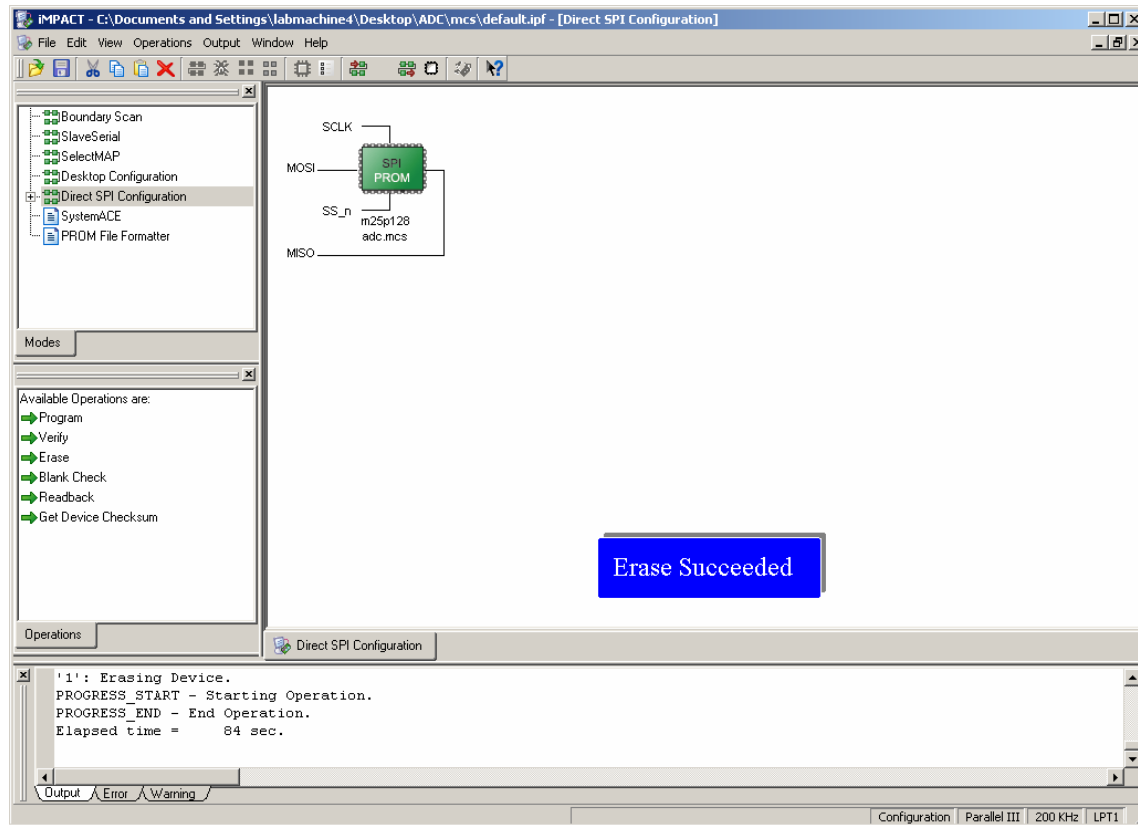 iMPACT - C:\Documents and Settings\labmachine4\Desktop\ADC\mcs\default.ipf - [Direct SPI Configuration]
File Edit View Operations Output Window Help
Boundary Scan
SlaveSerial
SelectMAP
Desktop Configuration
Direct SPI Configuration
SystemACE
PROM File Formatter
Modes
Available Operations are:
Program
Verify
Erase
Blank Check
Readback
Get Device Checksum
Operations
SCLK
MOSI
SPI
PROM
SS_n
m25p128
adc.mcs
MISO
Erase Succeeded
Direct SPI Configuration
'1': Erasing Device.
PROGRESS_START - Starting Operation.
PROGRESS_END - End Operation.
Elapsed time =     84 sec.
Output Error Warning
Configuration Parallel III 200 KHz LPT1